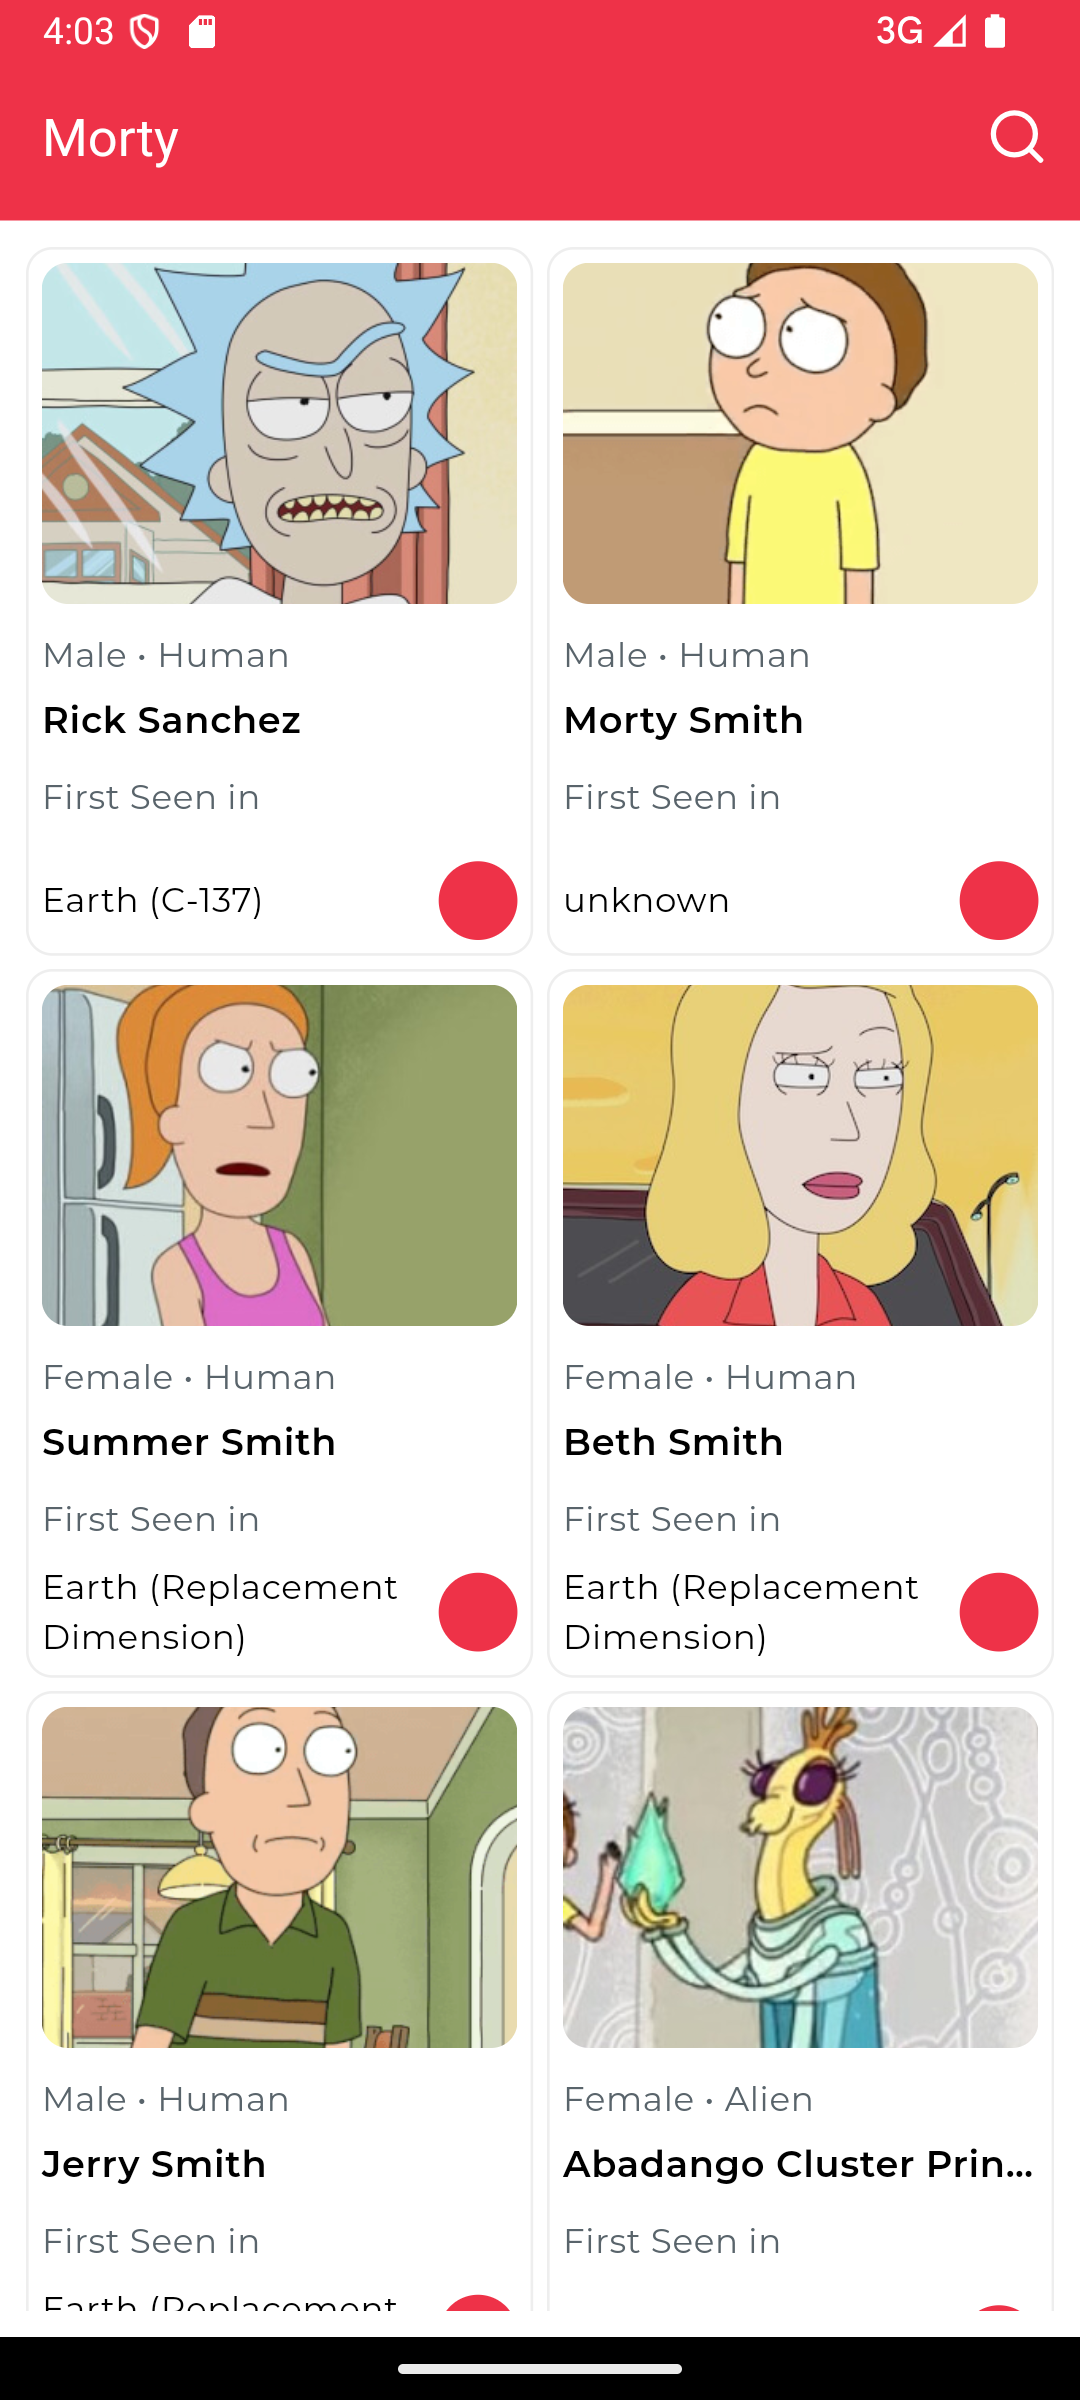 4:03
3G
Morty
Male • Human
Rick Sanchez
First Seen in
Earth (C-137)
Male • Human
Morty Smith
First Seen in
unknown
Female • Human
Summer Smith
First Seen in
Earth (Replacement
Dimension)
Female • Human
Beth Smith
First Seen in
Earth (Replacement
Dimension)
Male • Human
Jerry Smith
First Seen in
Earth (Replacement
Female • Alien
Abadango Cluster Prin...
First Seen in